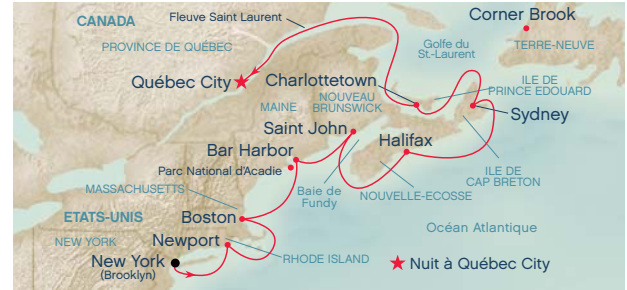 Corner Brook
Fleuve Saint Laurent
CANADA
PROVINCE DE QUÉBEC
Golfe du
St.-Laurent
TERRE-NEUVE
Québec City
Charlottetown
ILE DE
PRINCE EDOUARD
NOUVEAU
BRUNSWICK
MAINE
Sydney
Saint John
Halifax
Bar Harbor
Parc National d'Acadie
ILE DE
CAP BRETON
MASSACHUSETTS
Baie de
Fundy
NOUVELLE-ECOSSE
ETATS-UNIS
Boston
Océan Atlantique
NEW YORK
Newport
RHODE ISLAND
New York
(Brooklyn)
Nuit à Québec City